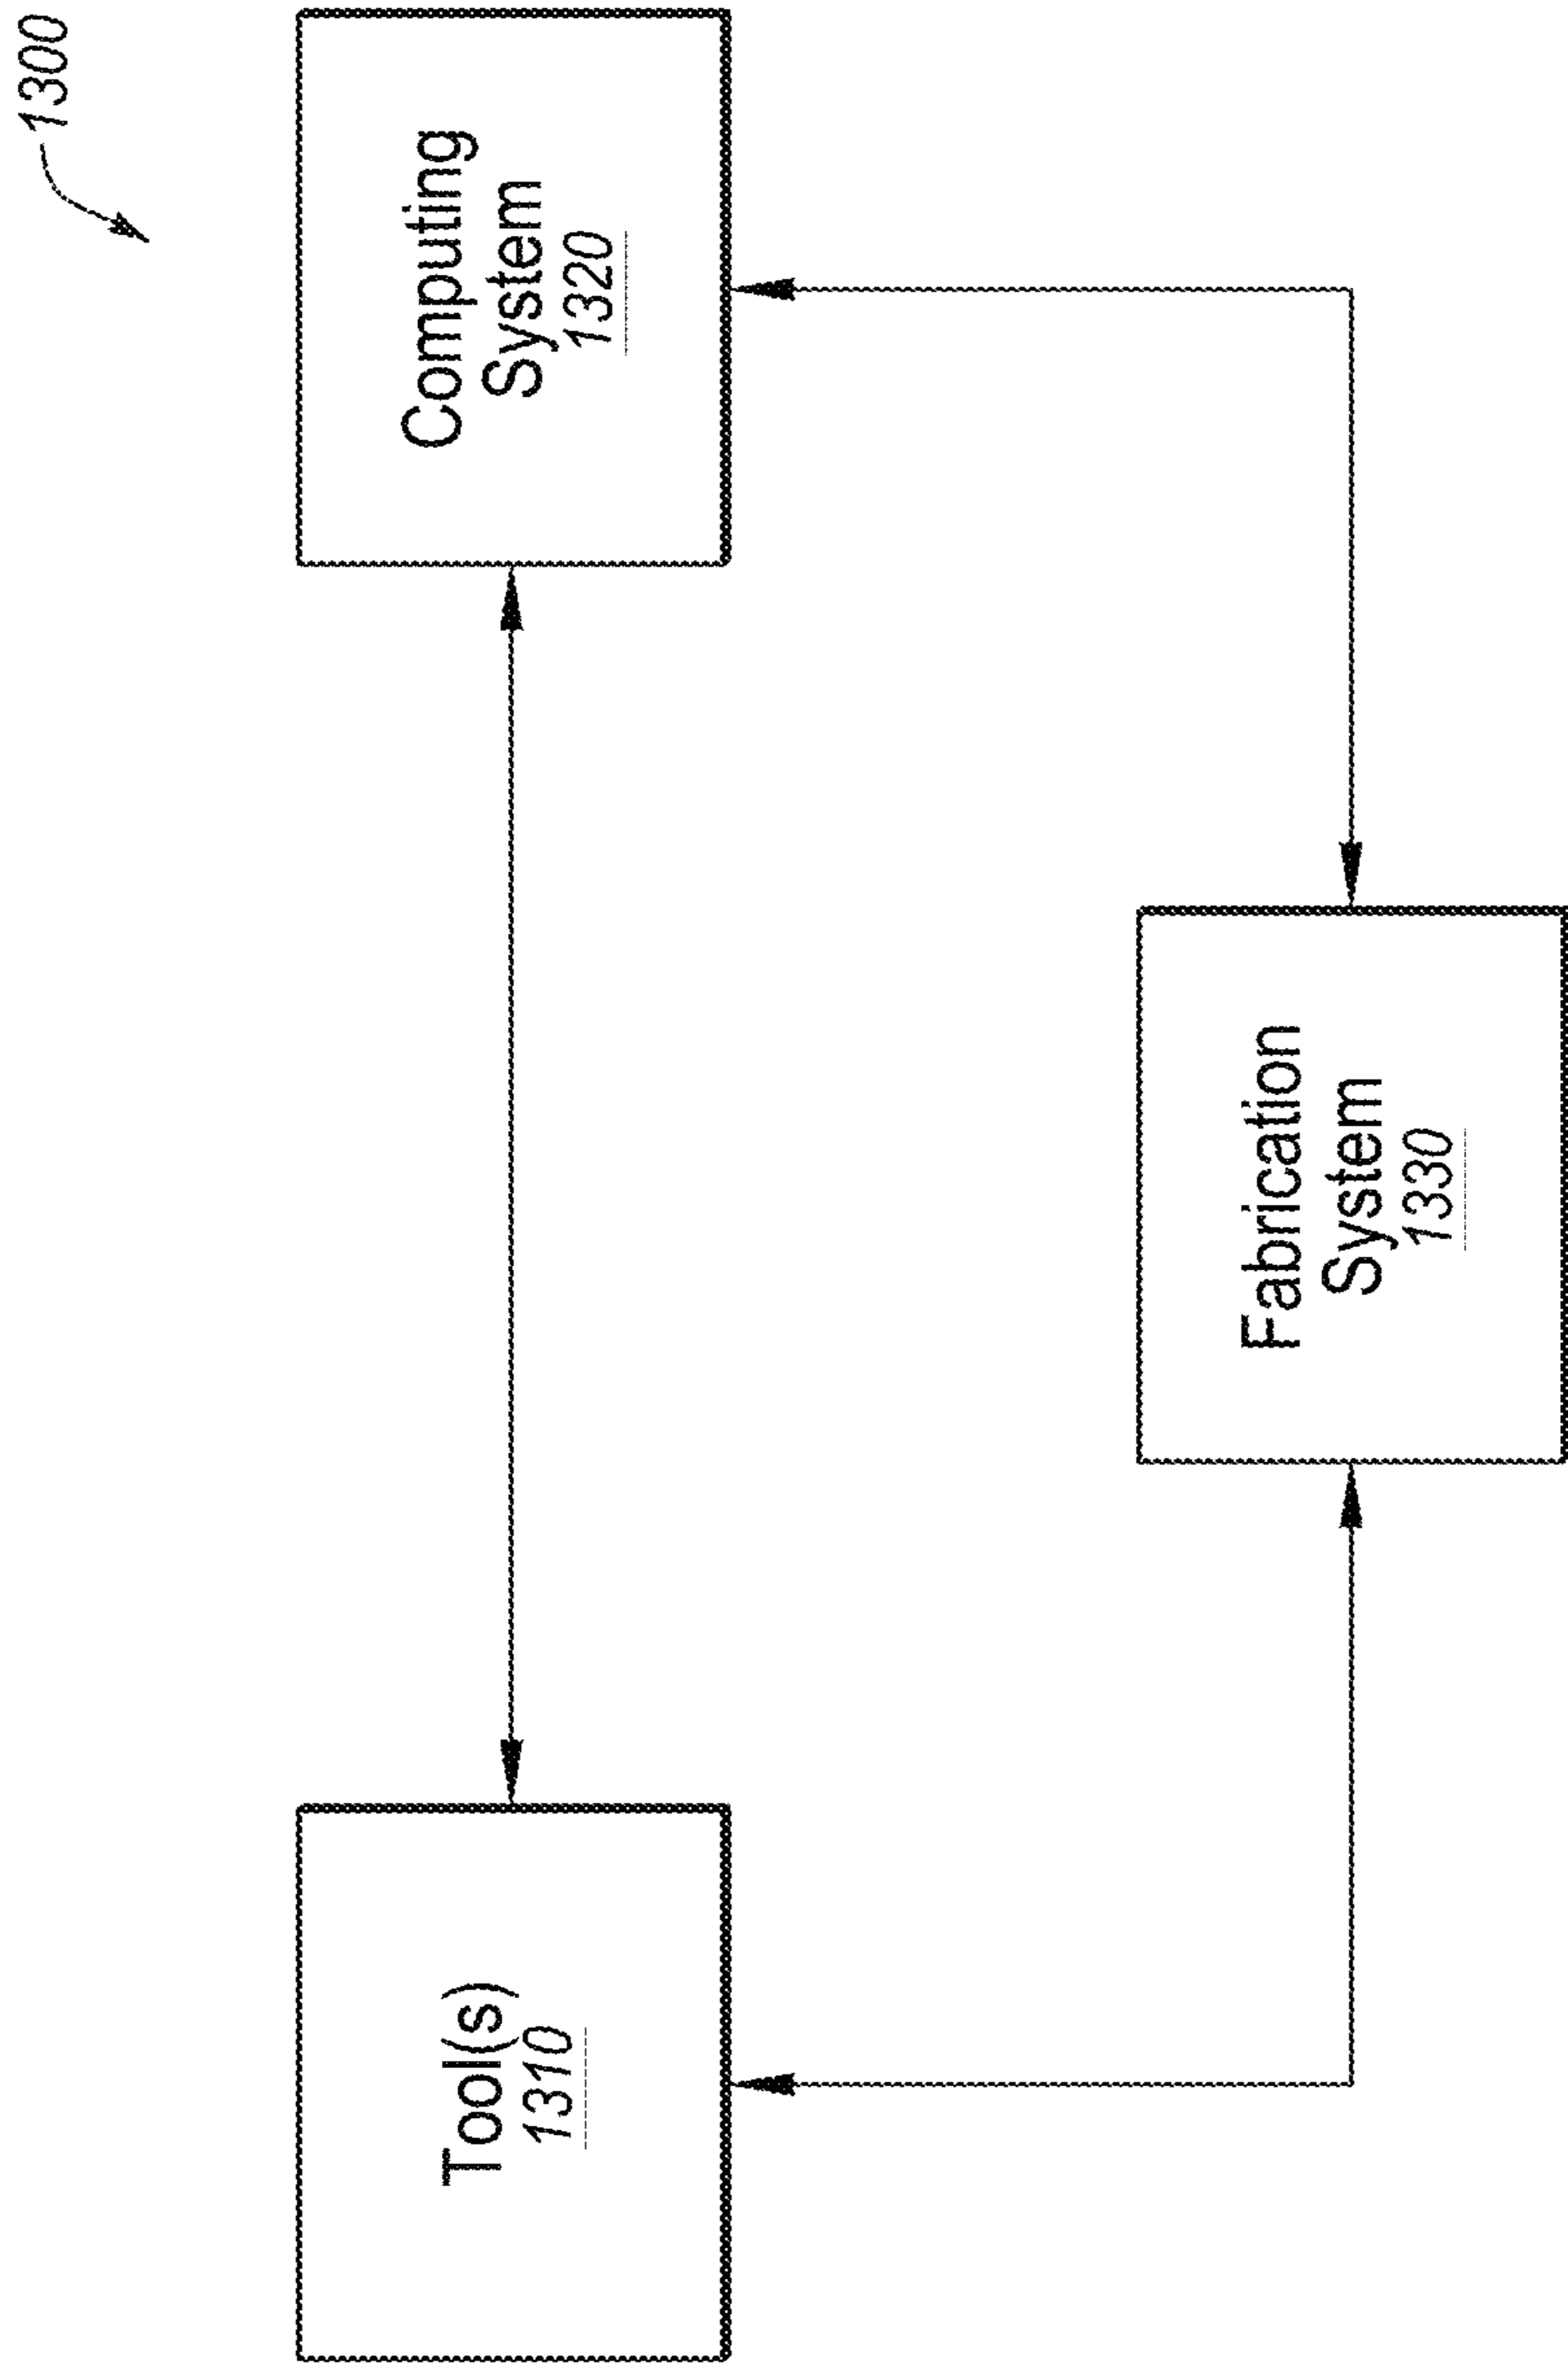 1300
Tool(s)
1310
Computing
System
1320
Fabrication
System
1330